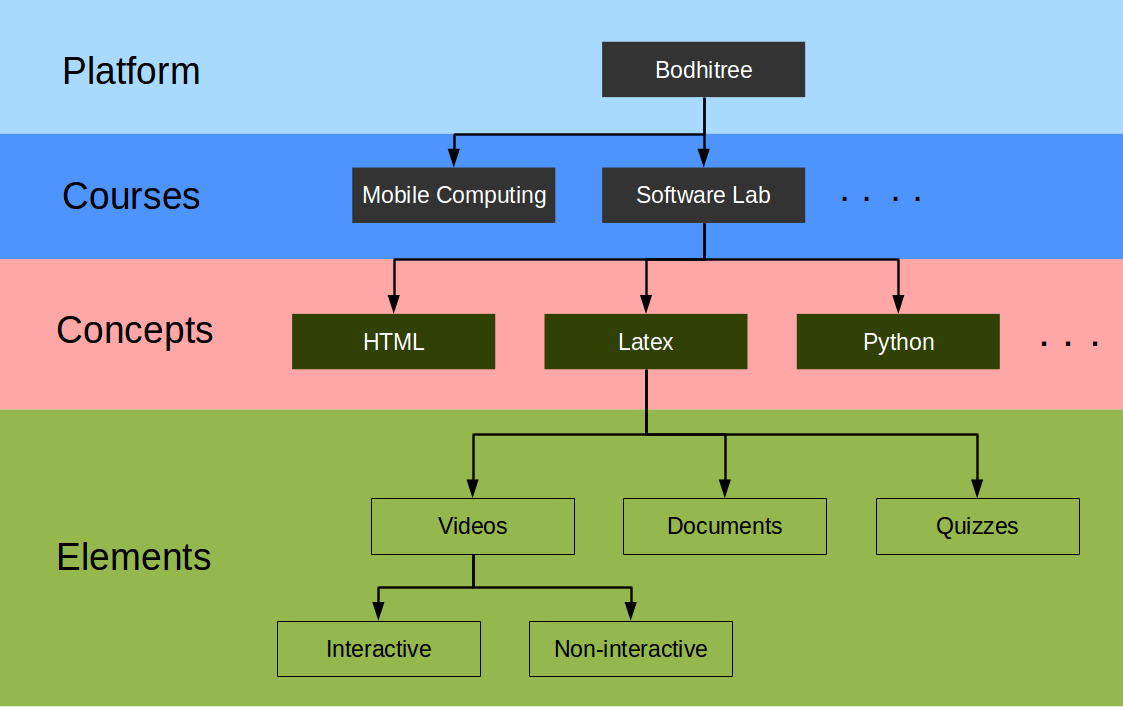 Platform
Bodhitree
Courses
Mobile Computing
Software Lab
. . . .
Concepts
HTML
Latex
Python
. . .
Elements
Videos
Documents
Quizzes
Interactive
Non-interactive